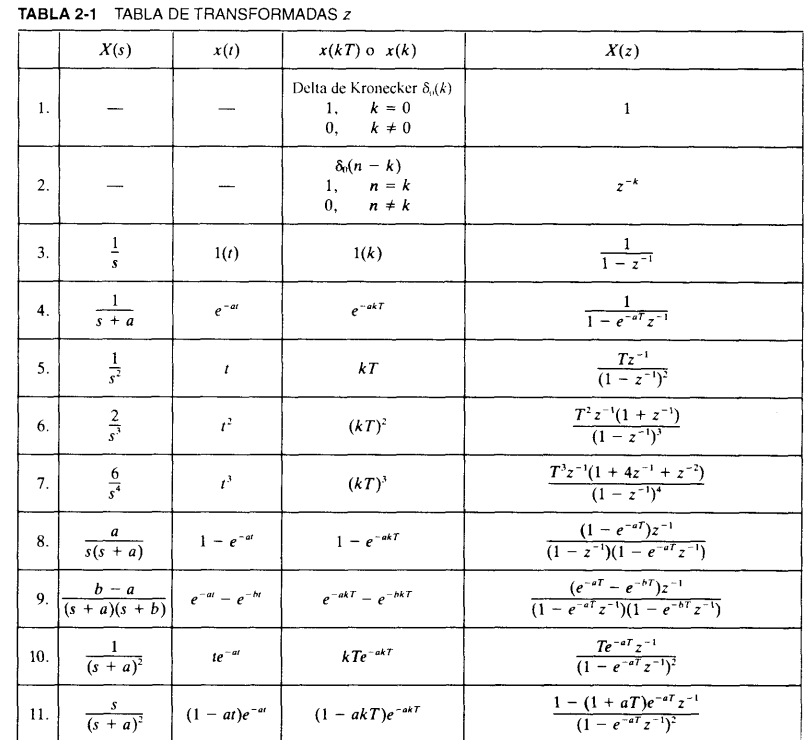 TABLA 2-1 TABLA DE TRANSFORMADAS z
X(s) x(t) x(kT) o x(k) X(z)
1. — — Delta de Kronecker δ₀(k) 1
1, k = 0
0, k ≠ 0
2. — — δ₀(n − k) z⁻ᵏ
1, n = k
0, n ≠ k
3. 1/s 1(t) 1(k) 1/(1 − z⁻¹)
4. 1/(s + a) e^(−at) e^(−akT) 1/(1 − e^(−aT) z⁻¹)
5. 1/s² t kT Tz⁻¹/(1 − z⁻¹)²
6. 2/s³ t² (kT)² T² z⁻¹(1 + z⁻¹)/(1 − z⁻¹)³
7. 6/s⁴ t³ (kT)³ T³z⁻¹(1 + 4z⁻¹ + z⁻²)/(1 − z⁻¹)⁴
8. a/(s(s + a)) 1 − e^(−at) 1 − e^(−akT) (1 − e^(−aT))z⁻¹/((1 − z⁻¹)(1 − e^(−aT) z⁻¹))
9. (b − a)/((s + a)(s + b)) e^(−at) − e^(−bt) e^(−akT) − e^(−bkT) (e^(−aT) − e^(−bT))z⁻¹/((1 − e^(−aT) z⁻¹)(1 − e^(−bT) z⁻¹))
10. 1/(s + a)² te^(−at) kTe^(−akT) Te^(−aT) z⁻¹/(1 − e^(−aT) z⁻¹)²
11. s/(s + a)² (1 − at)e^(−at) (1 − akT)e^(−akT) (1 − (1 + aT)e^(−aT) z⁻¹)/(1 − e^(−aT) z⁻¹)²